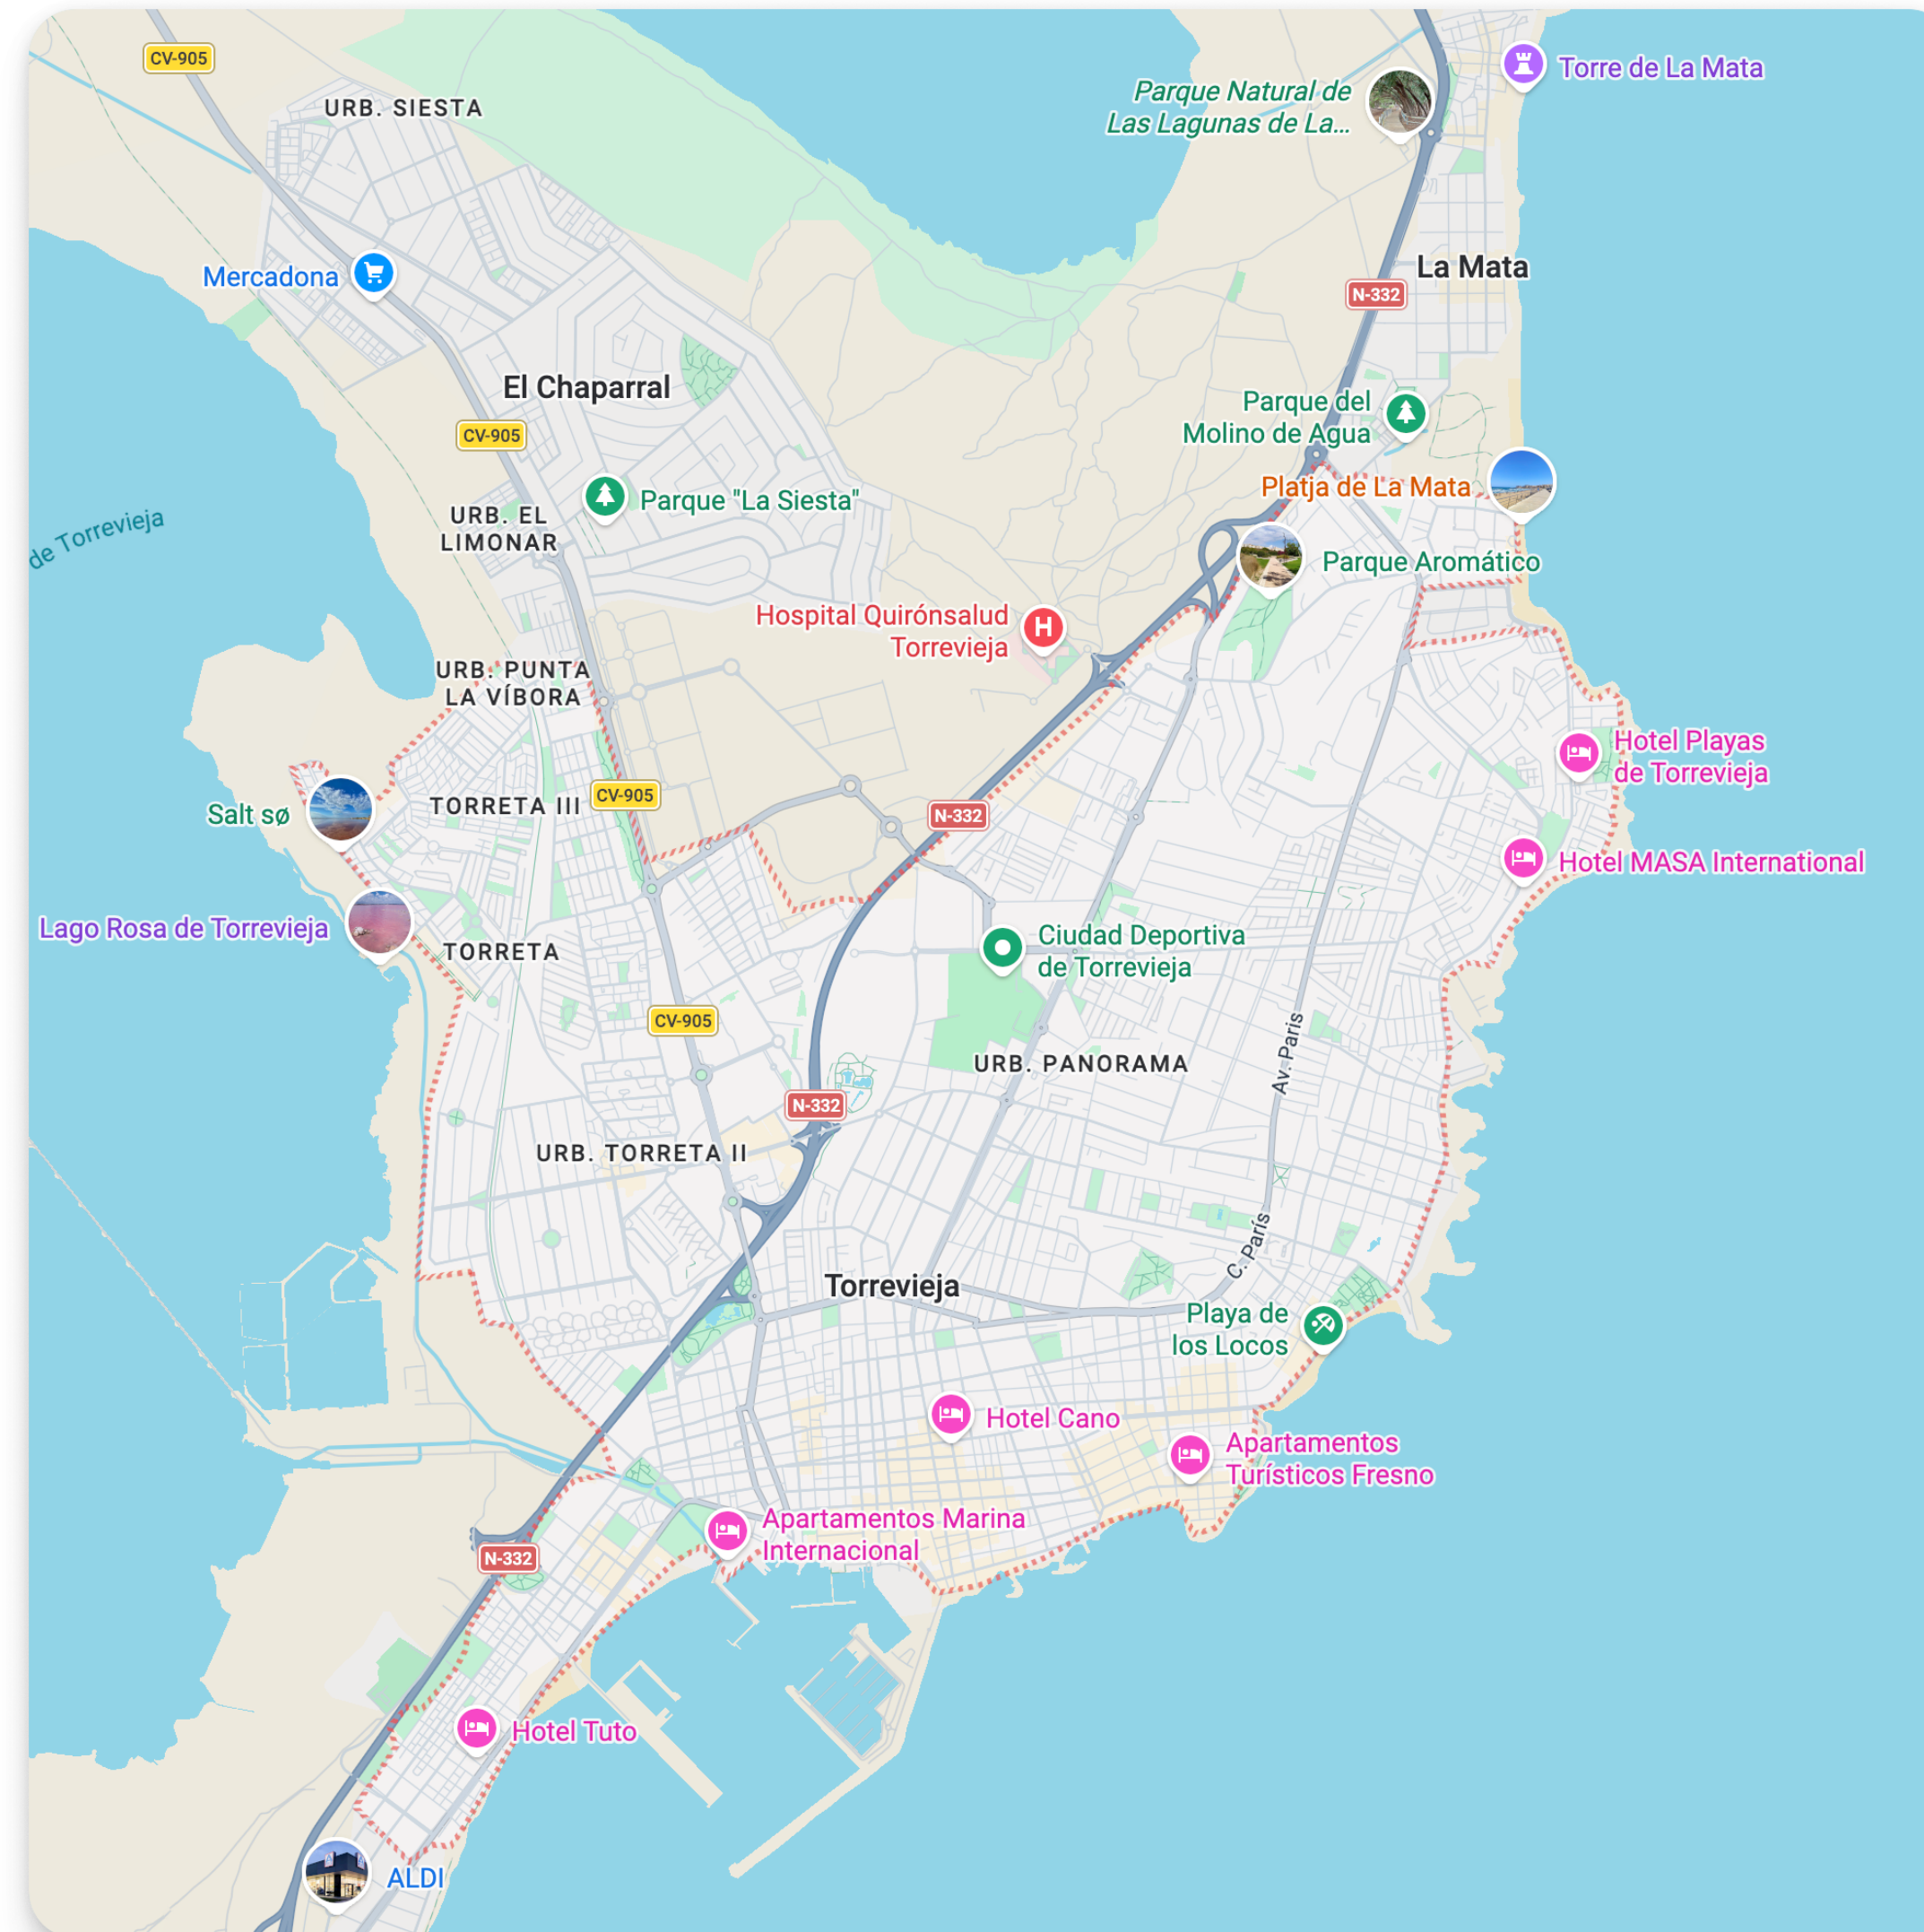 CV-905
Torre de La Mata
Parque Natural de
Las Lagunas de La...
URB. SIESTA
La Mata
Mercadona
N-332
El Chaparral
Parque del
Molino de Agua
CV-905
Platja de La Mata
Parque "La Siesta"
URB. EL
LIMONAR
de Torrevieja
Parque Aromático
Hospital Quirónsalud
Torrevieja
H
URB. PUNTA
LA VÍBORA
Hotel Playas
de Torrevieja
CV-905
TORRETA III
Salt sø
N-332
Hotel MASA International
Lago Rosa de Torrevieja
TORRETA
Ciudad Deportiva
de Torrevieja
CV-905
Av. Paris
URB. PANORAMA
N-332
URB. TORRETA II
C. París
Torrevieja
Playa de
los Locos
Hotel Cano
Apartamentos
Turísticos Fresno
Apartamentos Marina
Internacional
N-332
Hotel Tuto
ALDI